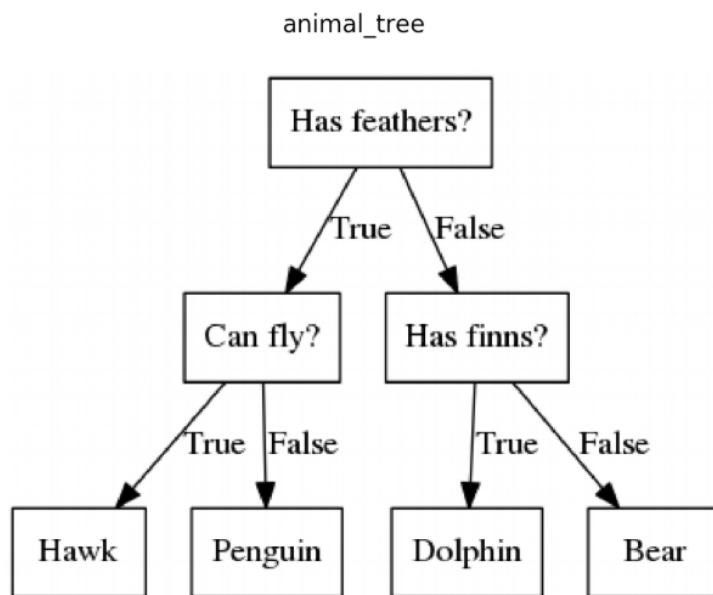 animal_tree
Has feathers?
True
False
Can fly?
Has finns?
True
False
True
False
Hawk
Penguin
Dolphin
Bear